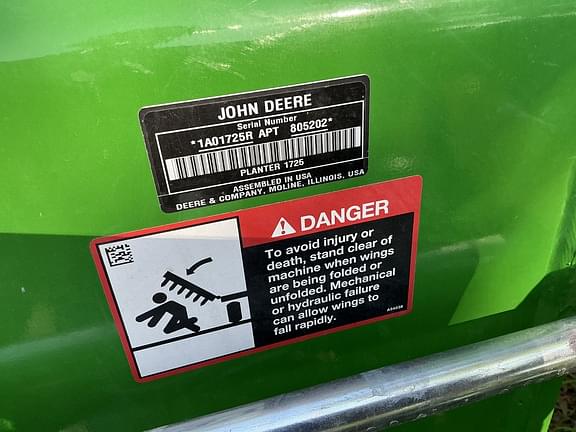 JOHN DEERE
Serial Number
*1A01725R APT 805202*
PLANTER 1725
ASSEMBLED IN USA
DEERE & COMPANY, MOLINE, ILLINOIS, USA
DANGER
To avoid injury or
death, stand clear of
machine when wings
are being folded or
unfolded. Mechanical
or hydraulic failure
can allow wings to
fall rapidly.